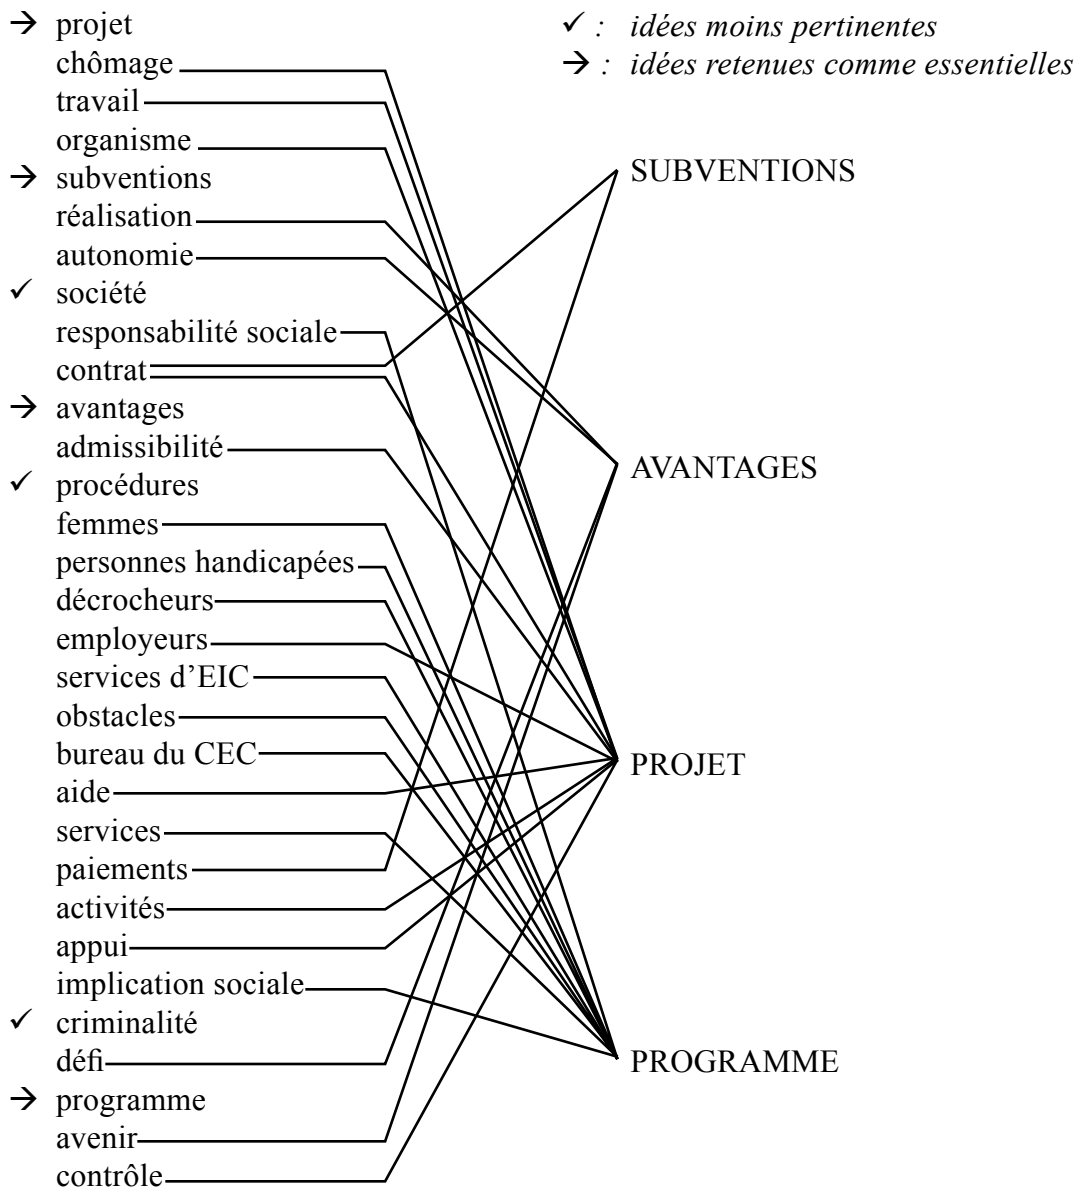 → projet
chômage
travail
organisme
→ subventions
réalisation
autonomie
✓ société
responsabilité sociale
contrat
→ avantages
admissibilité
✓ procédures
femmes
personnes handicapées
décrocheurs
employeurs
services d’EIC
obstacles
bureau du CEC
aide
services
paiements
activités
appui
implication sociale
✓ criminalité
défi
→ programme
avenir
contrôle
✓ : idées moins pertinentes
→ : idées retenues comme essentielles
SUBVENTIONS
AVANTAGES
PROJET
PROGRAMME